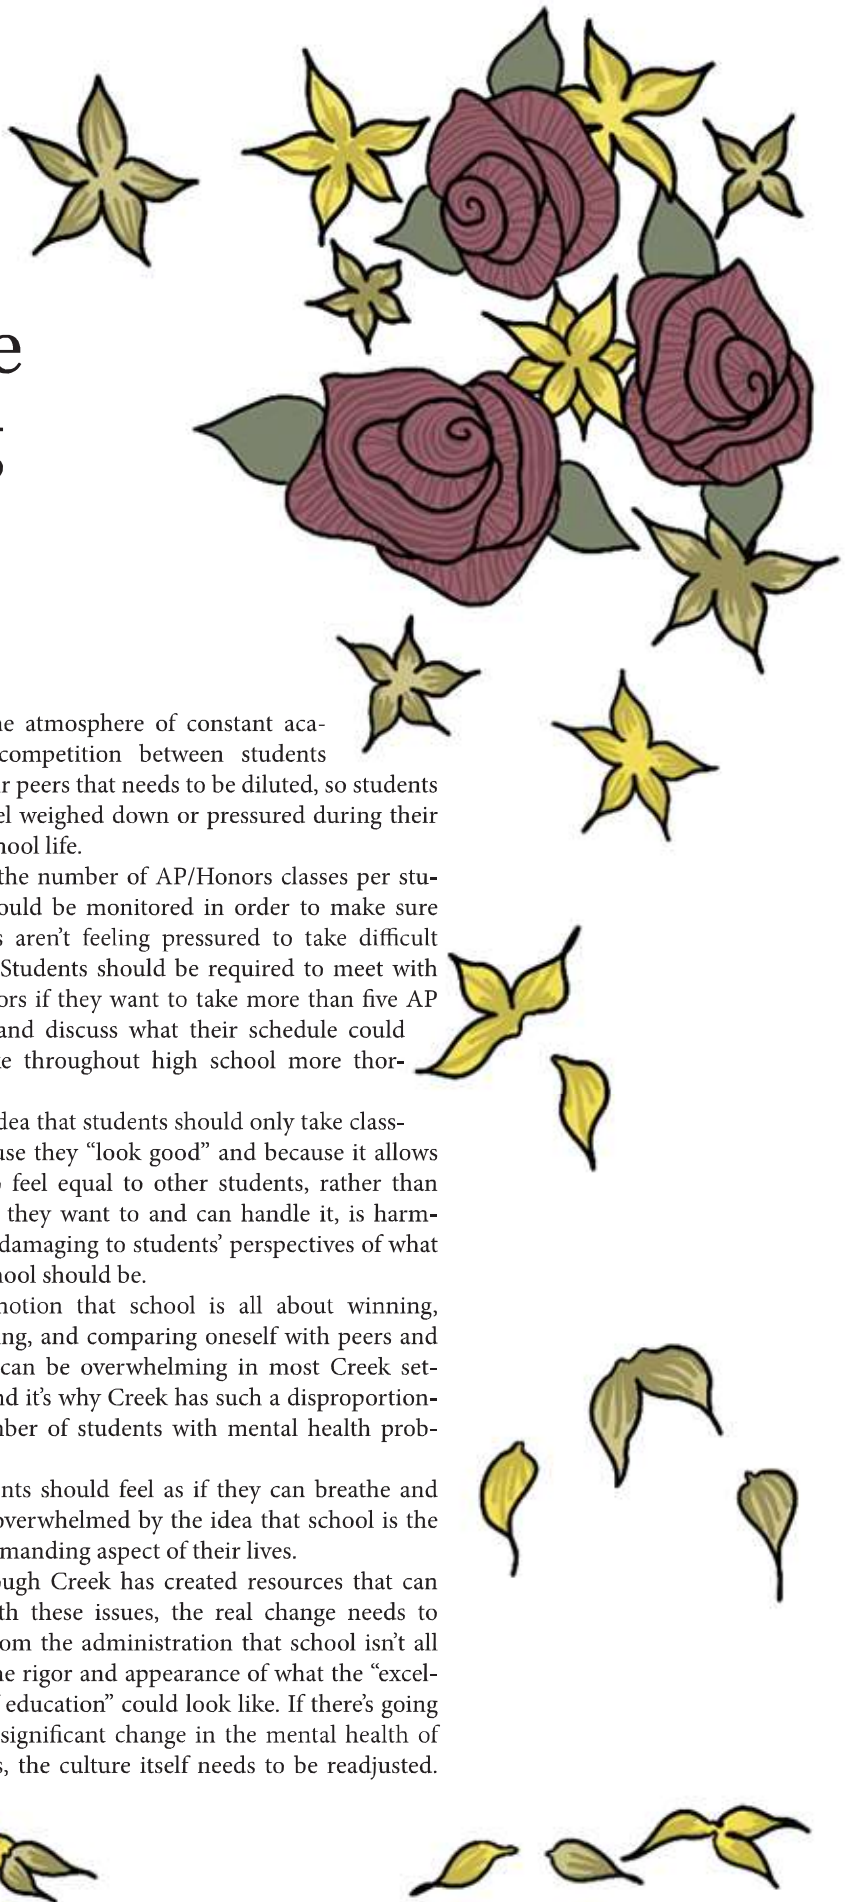 e
g
he atmosphere of constant aca-
competition between students
ir peers that needs to be diluted, so students
el weighed down or pressured during their
hool life.
the number of AP/Honors classes per stu-
ould be monitored in order to make sure
s aren’t feeling pressured to take difficult
Students should be required to meet with
ors if they want to take more than five AP
and discuss what their schedule could
ke throughout high school more thor-
dea that students should only take class-
use they “look good” and because it allows
o feel equal to other students, rather than
they want to and can handle it, is harm-
damaging to students’ perspectives of what
hool should be.
notion that school is all about winning,
ng, and comparing oneself with peers and
can be overwhelming in most Creek set-
nd it’s why Creek has such a disproportion-
mber of students with mental health prob-
nts should feel as if they can breathe and
overwhelmed by the idea that school is the
manding aspect of their lives.
ough Creek has created resources that can
th these issues, the real change needs to
om the administration that school isn’t all
he rigor and appearance of what the “excel-
f education” could look like. If there’s going
significant change in the mental health of
s, the culture itself needs to be readjusted.